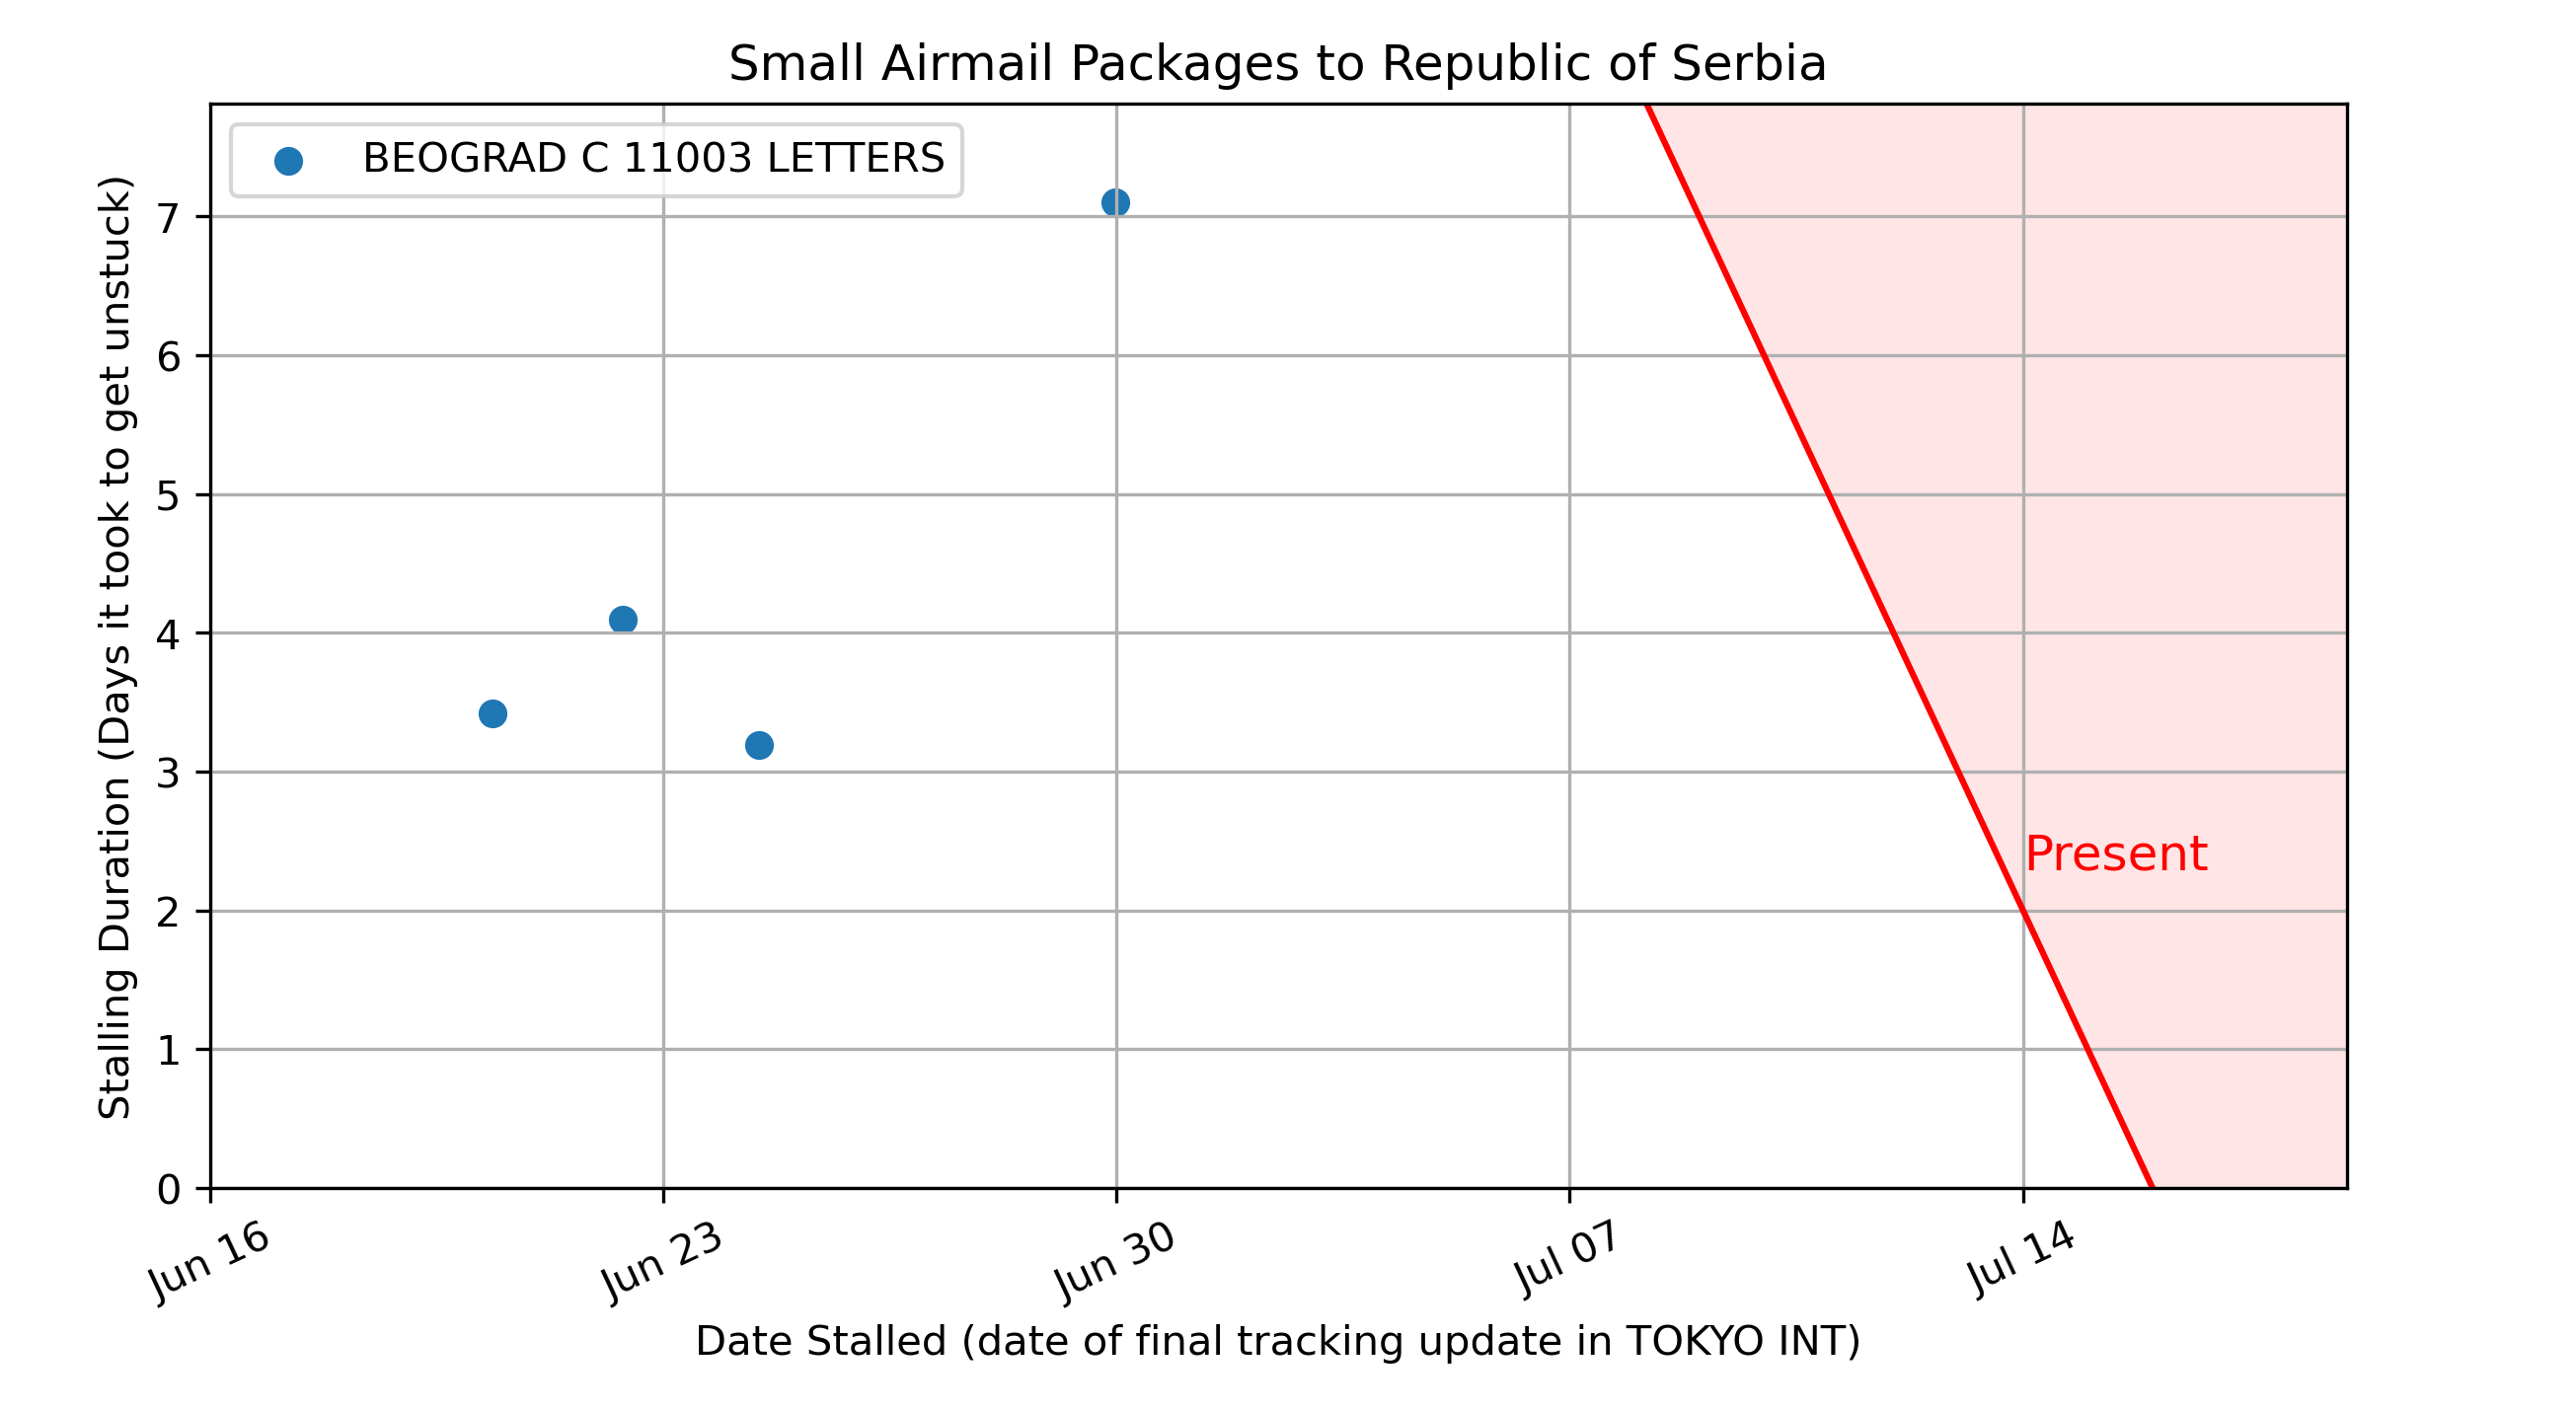 Small Airmail Packages to Republic of Serbia
BEOGRAD C 11003 LETTERS
Stalling Duration (Days it took to get unstuck)
7
6
5
4
3
2
1
0
Present
Jun 16
Jun 23
Jun 30
Jul 07
Jul 14
Date Stalled (date of final tracking update in TOKYO INT)